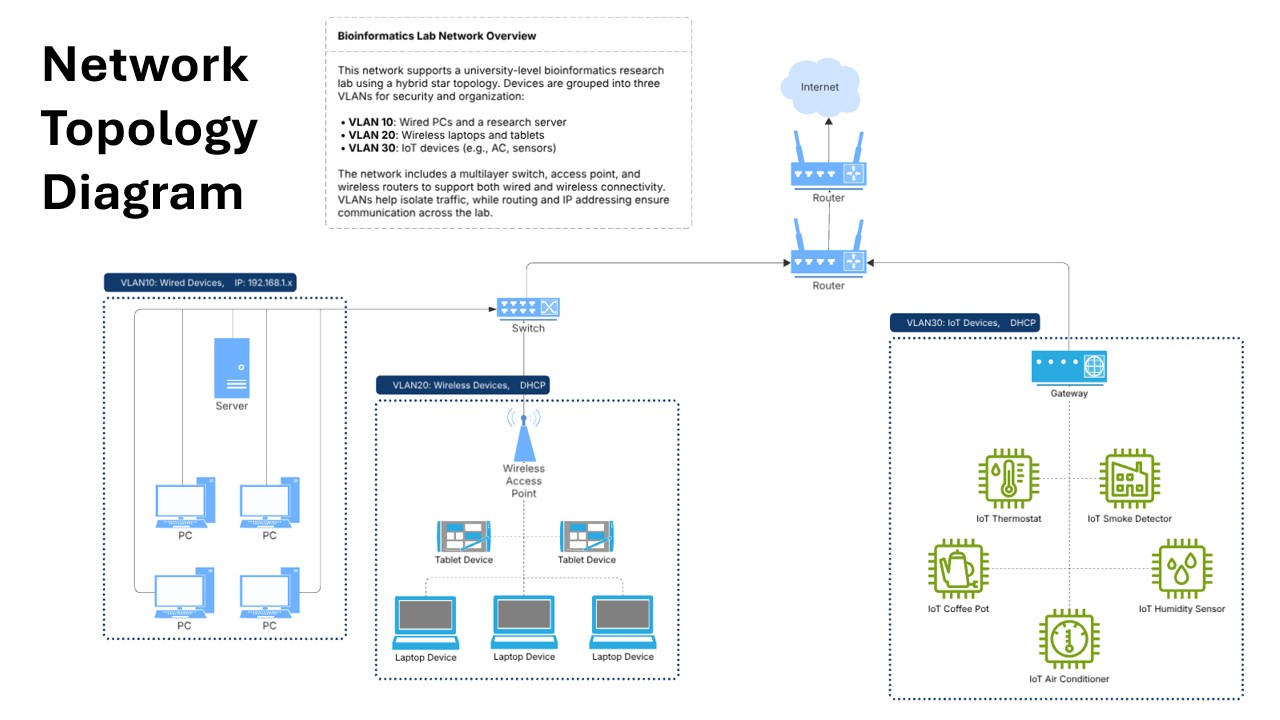 Network
Topology
Diagram
Bioinformatics Lab Network Overview
This network supports a university-level bioinformatics research
lab using a hybrid star topology. Devices are grouped into three
VLANs for security and organization:
• VLAN 10: Wired PCs and a research server
• VLAN 20: Wireless laptops and tablets
• VLAN 30: IoT devices (e.g., AC, sensors)
The network includes a multilayer switch, access point, and
wireless routers to support both wired and wireless connectivity.
VLANs help isolate traffic, while routing and IP addressing ensure
communication across the lab.
Internet
Router
Router
VLAN10: Wired Devices, IP: 192.168.1.x
Switch
Server
PC
PC
PC
PC
VLAN20: Wireless Devices, DHCP
Wireless
Access
Point
Tablet Device
Tablet Device
Laptop Device
Laptop Device
Laptop Device
VLAN30: IoT Devices, DHCP
Gateway
IoT Thermostat
IoT Smoke Detector
IoT Coffee Pot
IoT Humidity Sensor
IoT Air Conditioner